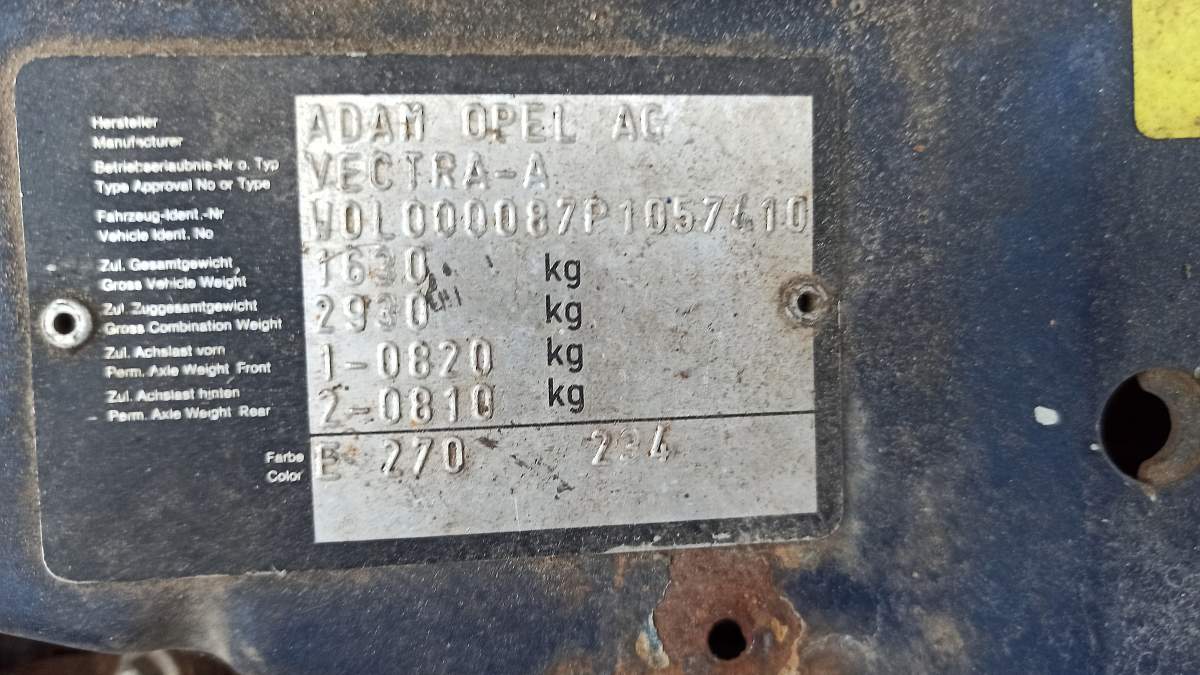 Hersteller
Manufacturer
ADAM OPEL AG
Betriebserlaubnis-Nr o. Typ
Type Approval No or Type
VECTRA-A
Fahrzeug-Ident.-Nr
Vehicle Ident. No
W0L000087P1057410
Zul. Gesamtgewicht
Gross Vehicle Weight
1630 kg
Zul. Zuggesamtgewicht
Gross Combination Weight
2930 kg
Zul. Achslast vorn
Perm. Axle Weight Front
1-0820 kg
Zul. Achslast hinten
Perm. Axle Weight Rear
2-0810 kg
Farbe
Color
E 270 294